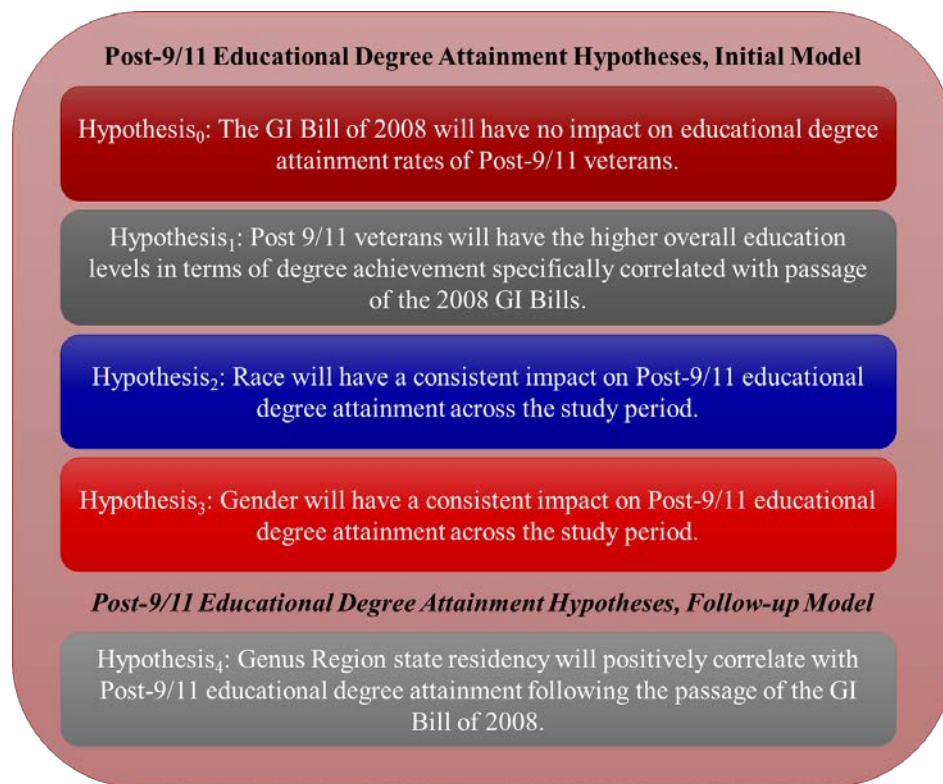 Post-9/11 Educational Degree Attainment Hypotheses, Initial Model
Hypothesis₀: The GI Bill of 2008 will have no impact on educational degree
attainment rates of Post-9/11 veterans.
Hypothesis₁: Post 9/11 veterans will have the higher overall education
levels in terms of degree achievement specifically correlated with passage
of the 2008 GI Bills.
Hypothesis₂: Race will have a consistent impact on Post-9/11 educational
degree attainment across the study period.
Hypothesis₃: Gender will have a consistent impact on Post-9/11 educational
degree attainment across the study period.
Post-9/11 Educational Degree Attainment Hypotheses, Follow-up Model
Hypothesis₄: Genus Region state residency will positively correlate with
Post-9/11 educational degree attainment following the passage of the GI
Bill of 2008.